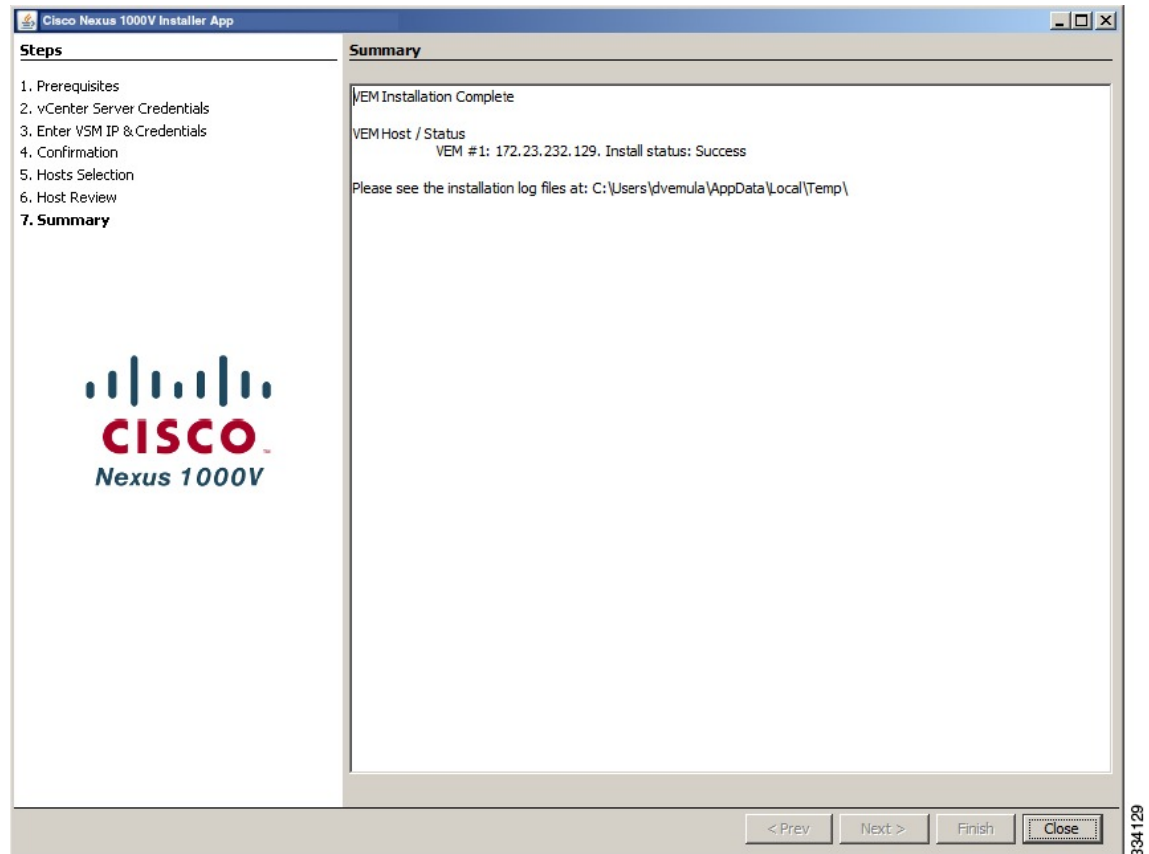 Cisco Nexus 1000V Installer App
Steps
1. Prerequisites
2. vCenter Server Credentials
3. Enter VSM IP & Credentials
4. Confirmation
5. Hosts Selection
6. Host Review
7. Summary
CISCO™
Nexus 1000V
Summary
VEM Installation Complete
VEM Host / Status
VEM #1: 172.23.232.129. Install status: Success
Please see the installation log files at: C:\Users\dvemula\AppData\Local\Temp\
< Prev
Next >
Finish
Close
334129